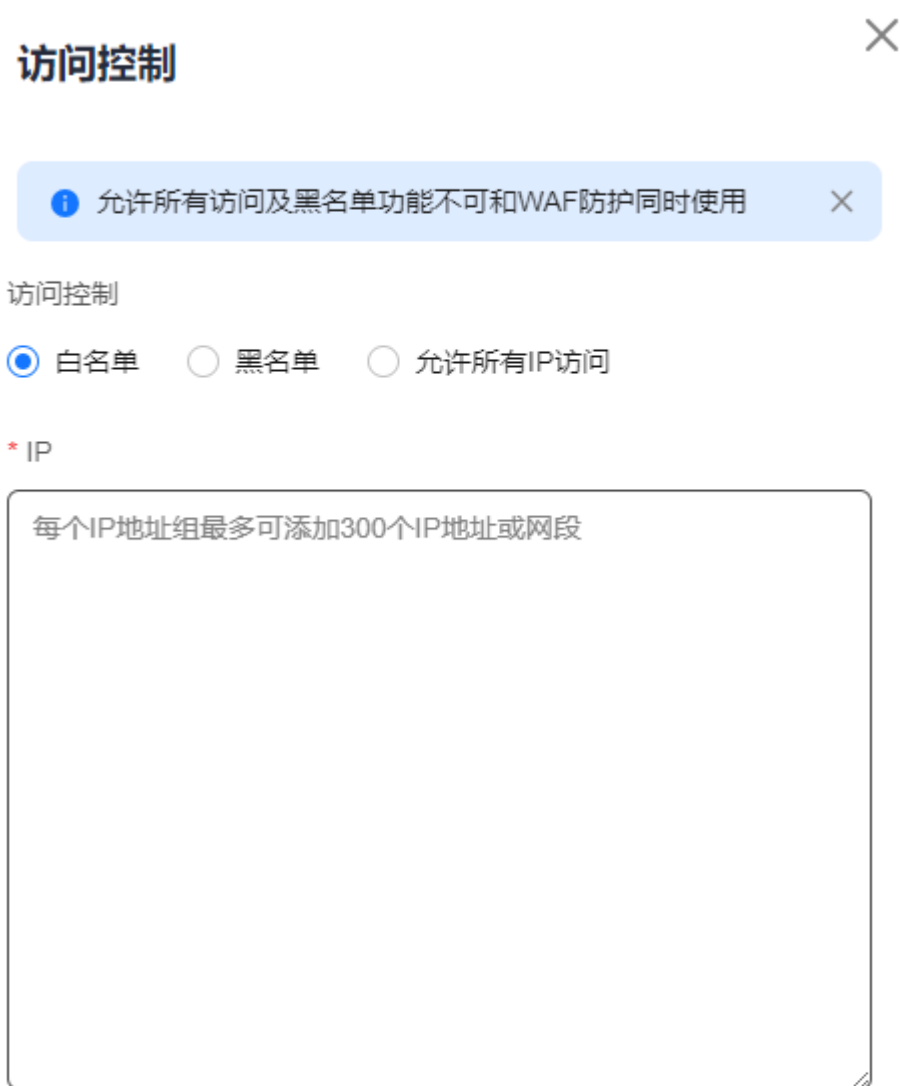 访问控制
允许所有访问及黑名单功能不可和WAF防护同时使用
访问控制
白名单 黑名单 允许所有IP访问
* IP
每个IP地址组最多可添加300个IP地址或网段